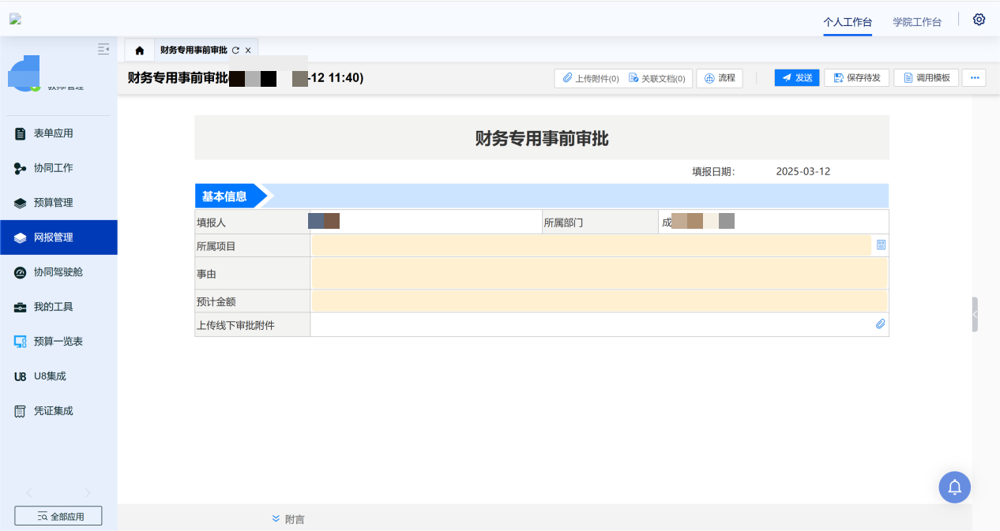 个人工作台 学院工作台
财务专用事前审批
财务专用事前审批(
-12 11:40)
上传附件(0) 关联文档(0) 流程 发送 保存待发 调用模板
教师管理
表单应用
协同工作
预算管理
网报管理
协同驾驶舱
我的工具
预算一览表
U8 U8集成
凭证集成
全部应用
财务专用事前审批
填报日期： 2025-03-12
基本信息
填报人 所属部门 成
所属项目
事由
预计金额
上传线下审批附件
附言